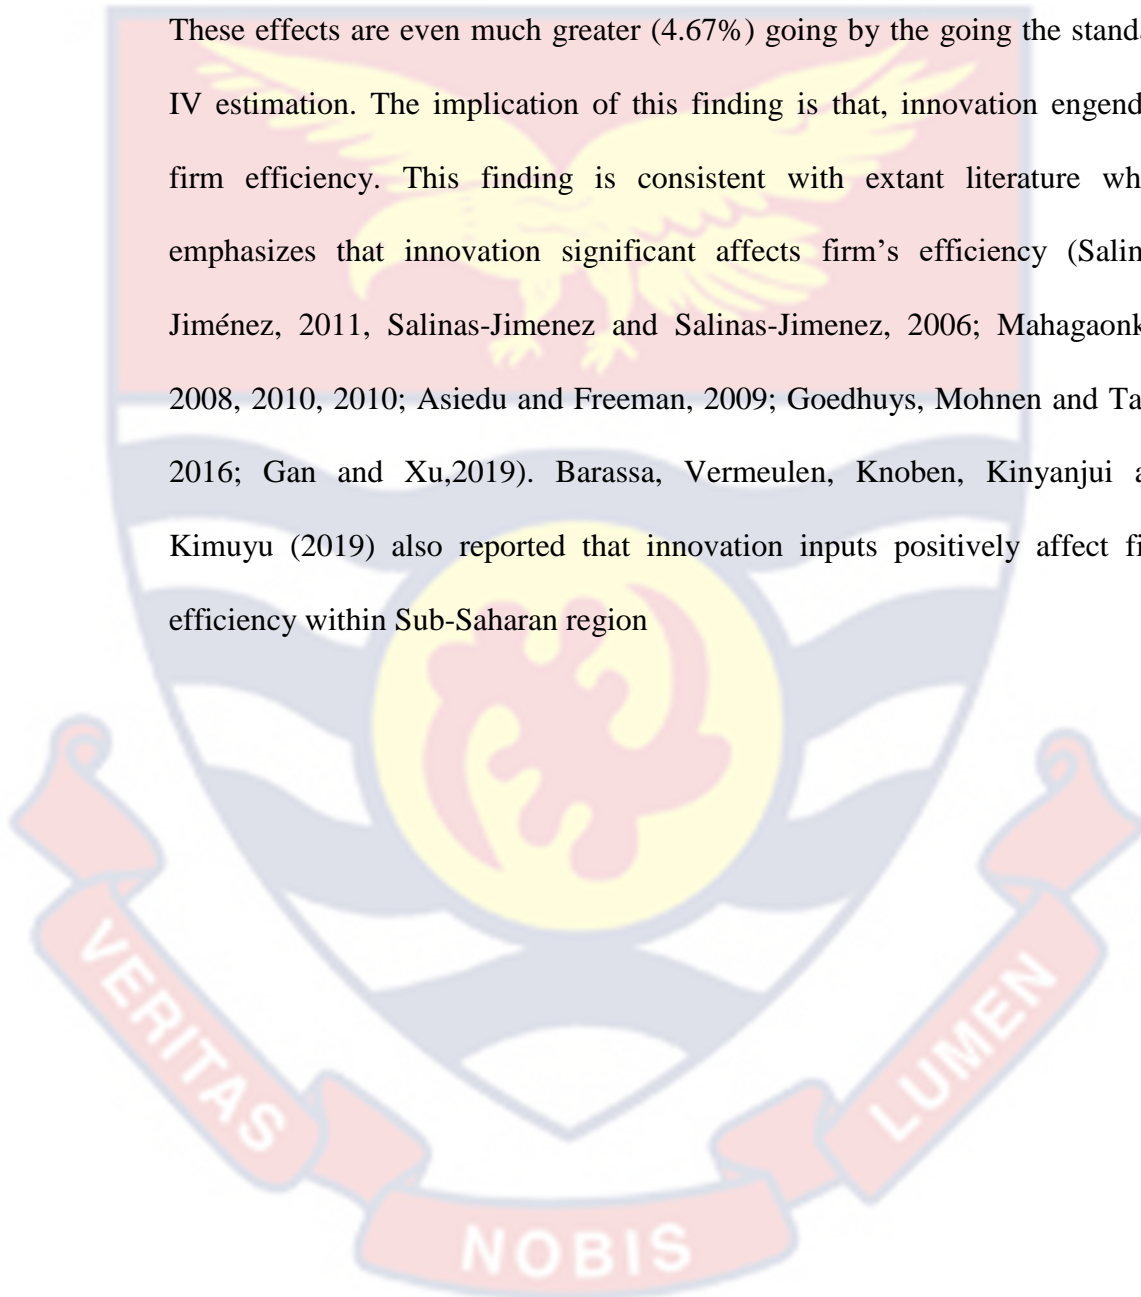 These effects are even much greater (4.67%) going by the going the standa
IV estimation. The implication of this finding is that, innovation engend
firm efficiency. This finding is consistent with extant literature wh
emphasizes that innovation significant affects firm's efficiency (Salin
Jiménez, 2011, Salinas-Jimenez and Salinas-Jimenez, 2006; Mahagaonk
2008, 2010, 2010; Asiedu and Freeman, 2009; Goedhuys, Mohnen and Ta
2016; Gan and Xu,2019). Barassa, Vermeulen, Knoben, Kinyanjui a
Kimuyu (2019) also reported that innovation inputs positively affect fi
efficiency within Sub-Saharan region
VERITAS
NOBIS
LUMEN